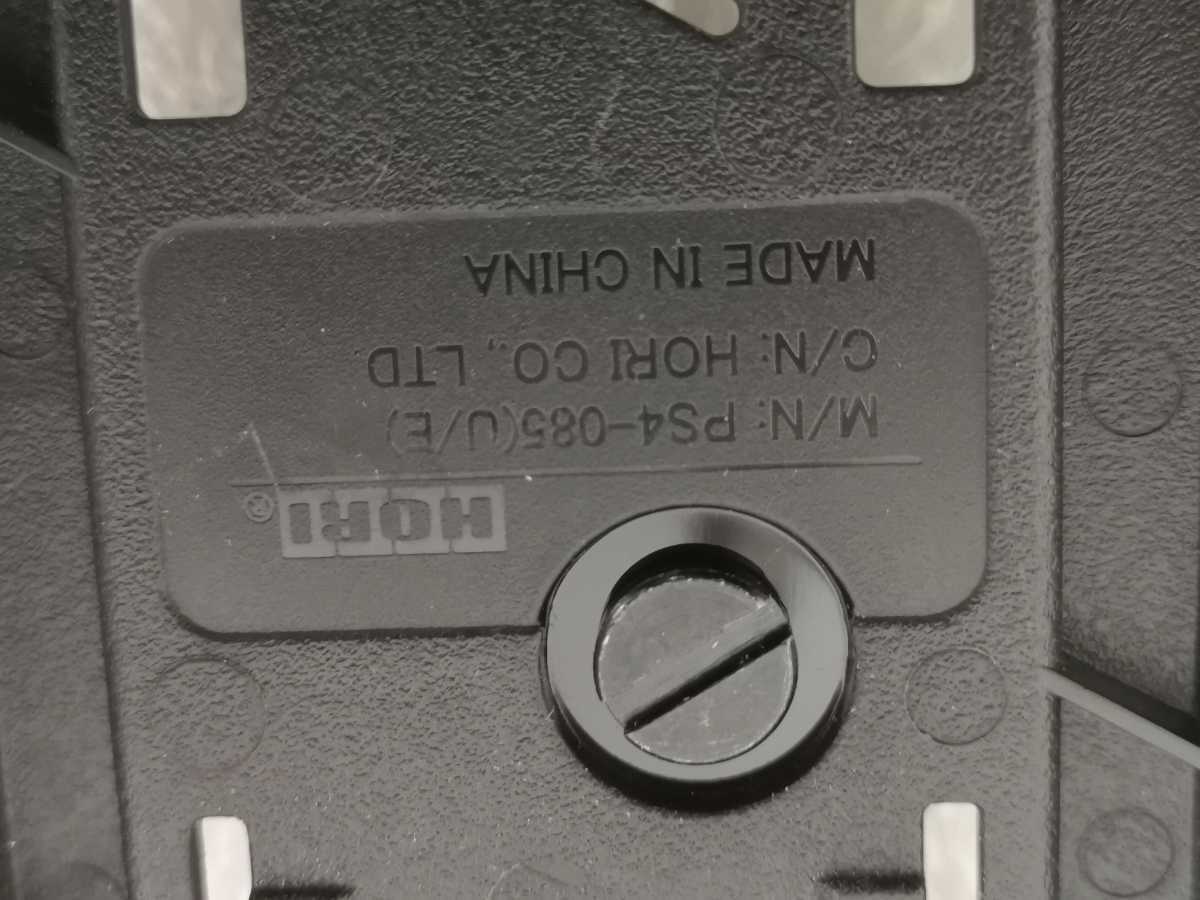 HORI®
M/N: PS4-085(U/E)
C/N: HORI CO., LTD.
MADE IN CHINA